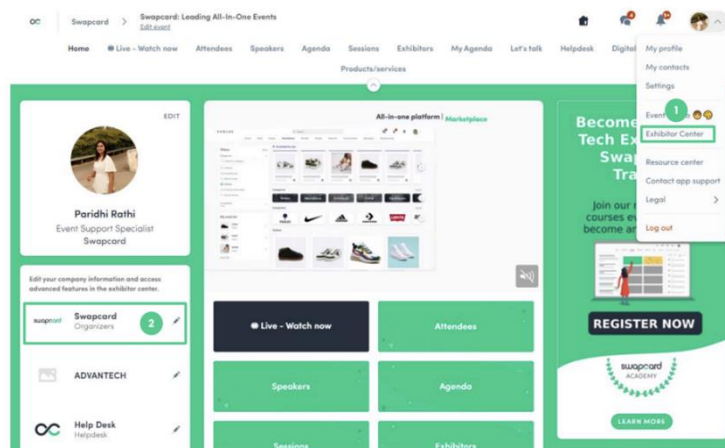 Swapcard > Swapcard: Leading All-In-One Events
Edit event
Home Live - Watch now Attendees Speakers Agenda Sessions Exhibitors My Agenda Let's talk Helpdesk Digital
Products/services
My profile
My contacts
Settings
Event
1
Exhibitor Center
Resource center
Contact app support
Legal >
Log out
EDIT
Paridhi Rathi
Event Support Specialist
Swapcard
Edit your company information and access
advanced features in the exhibitor center.
swapcard
Swapcard
Organizers
2
ADVANTECH
Help Desk
Helpdesk
All-in-one platform | Marketplace
Live - Watch now
Attendees
Speakers
Agenda
Sessions
Exhibitors
Become
Tech Ex
Swap
Tra
Join our
courses
become an
REGISTER NOW
swapcard
ACADEMY
LEARN MORE